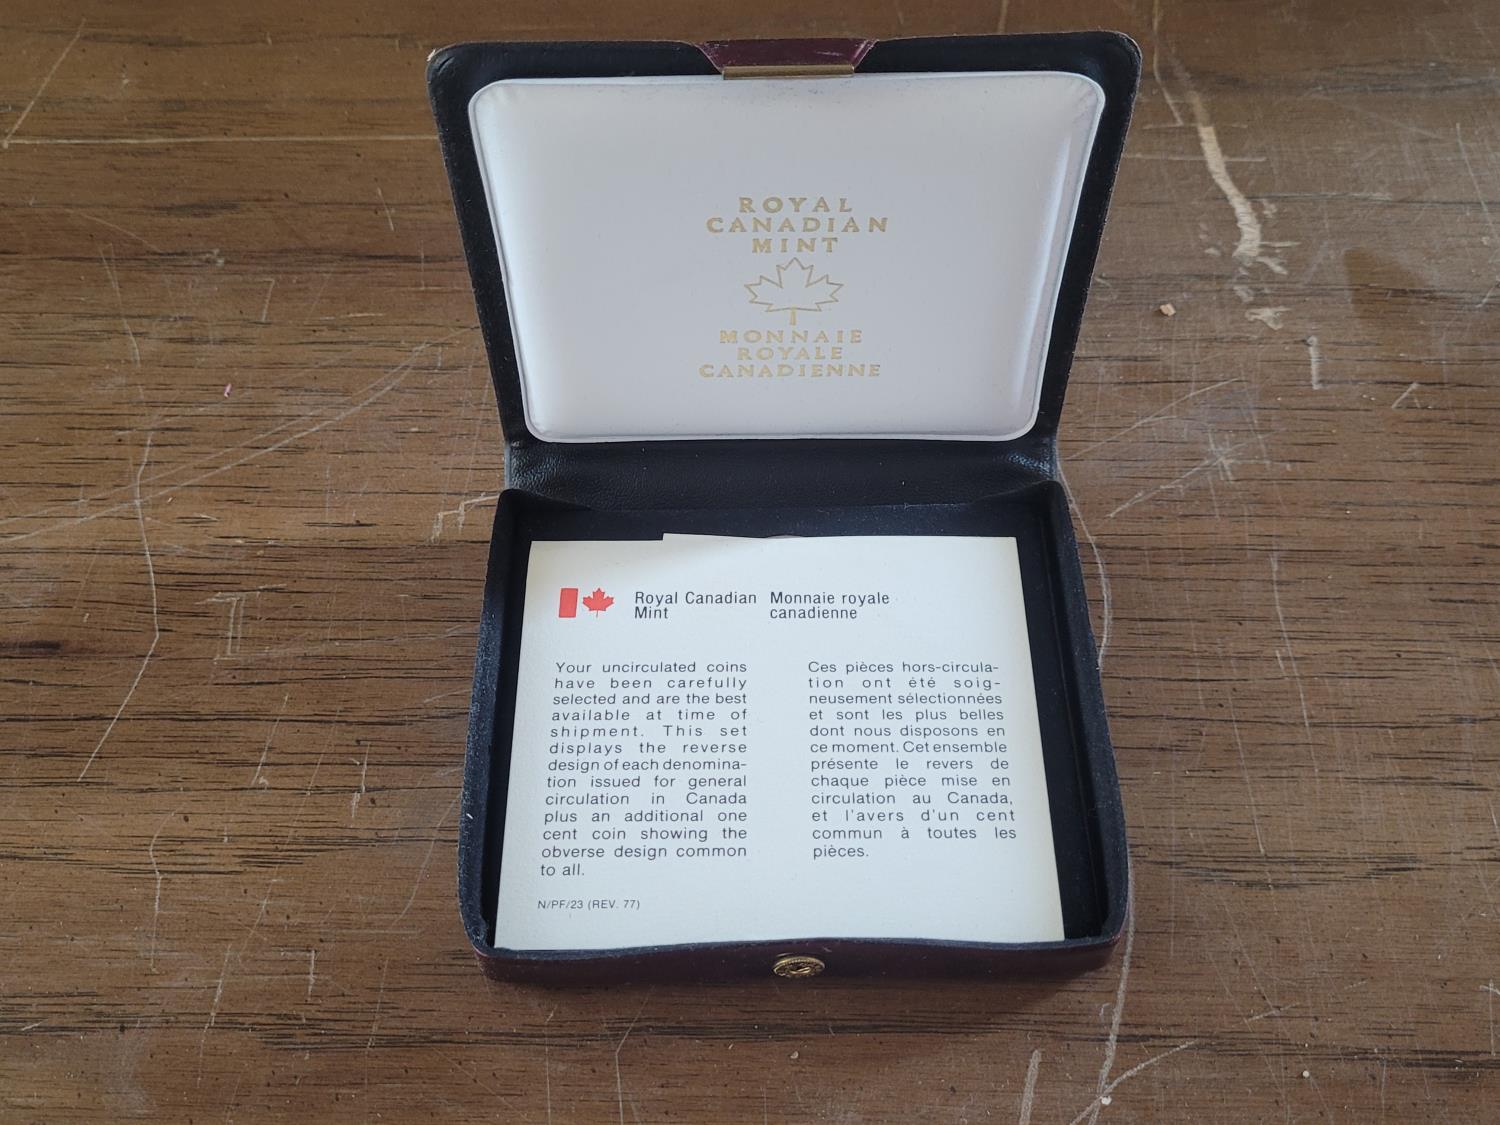 ROYAL
CANADIAN
MINT
MONNAIE
ROYALE
CANADIENNE
Royal Canadian
Mint
Monnaie royale
canadienne
Your uncirculated coins
have been carefully
selected and are the best
available at time of
shipment. This set
displays the reverse
design of each denomina-
tion issued for general
circulation in Canada
plus an additional one
cent coin showing the
obverse design common
to all.
N/PF/23 (REV. 77)
Ces pièces hors-circula-
tion ont été soig-
neusement sélectionnées
et sont les plus belles
dont nous disposons en
ce moment. Cet ensemble
présente le revers de
chaque pièce mise en
circulation au Canada,
et l'avers d'un cent
commun à toutes les
pièces.